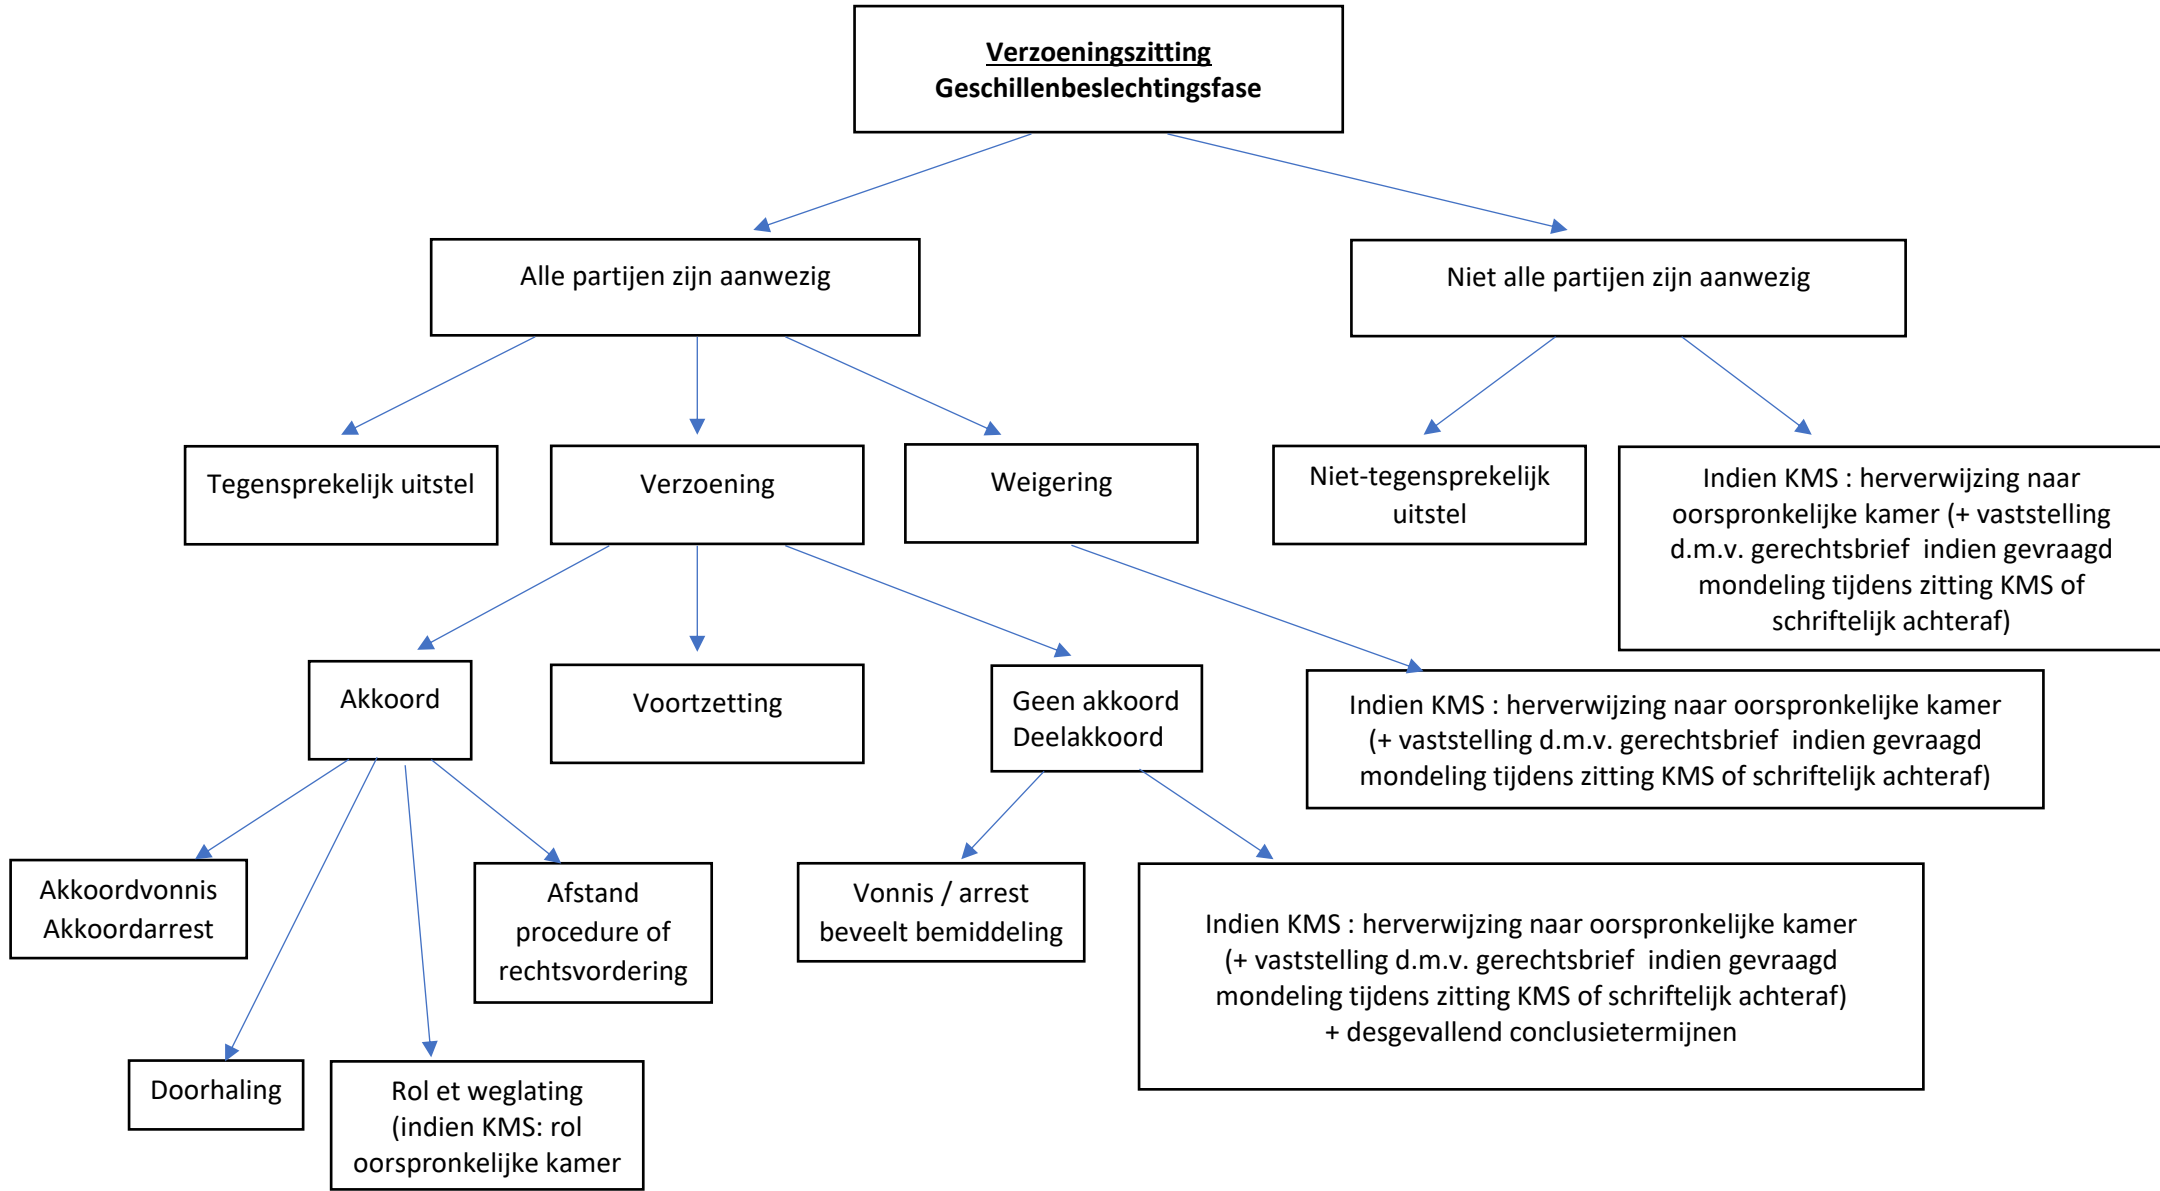 Verzoeningszitting
Geschillenbeslechtingsfase
Alle partijen zijn aanwezig
Niet alle partijen zijn aanwezig
Tegensprekelijk uitstel
Verzoening
Weigering
Niet-tegensprekelijk
uitstel
Indien KMS : herverwijzing naar
oorspronkelijke kamer (+ vaststelling
d.m.v. gerechtsbrief  indien gevraagd
mondeling tijdens zitting KMS of
schriftelijk achteraf)
Akkoord
Voortzetting
Geen akkoord
Deelakkoord
Indien KMS : herverwijzing naar oorspronkelijke kamer
(+ vaststelling d.m.v. gerechtsbrief  indien gevraagd
mondeling tijdens zitting KMS of schriftelijk achteraf)
Akkoordvonnis
Akkoordarrest
Afstand
procedure of
rechtsvordering
Vonnis / arrest
beveelt bemiddeling
Indien KMS : herverwijzing naar oorspronkelijke kamer
(+ vaststelling d.m.v. gerechtsbrief  indien gevraagd
mondeling tijdens zitting KMS of schriftelijk achteraf)
+ desgevallend conclusietermijnen
Doorhaling
Rol et weglating
(indien KMS: rol
oorspronkelijke kamer